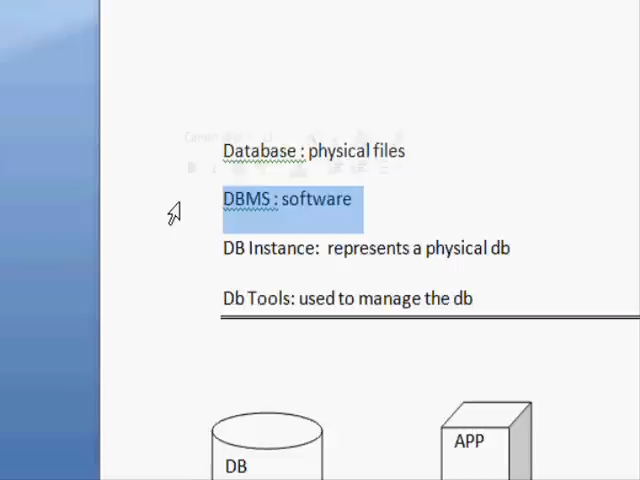 Database : physical files
DBMS : software
DB Instance:  represents a physical db
Db Tools: used to manage the db
DB
APP